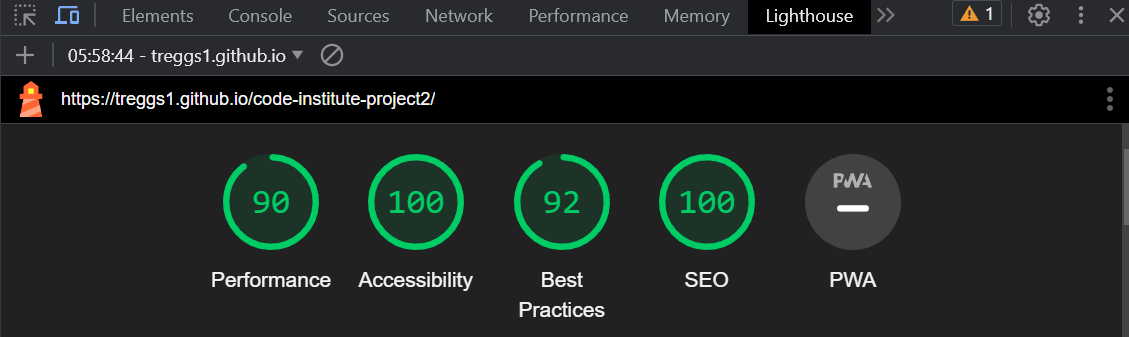 Elements Console Sources Network Performance Memory Lighthouse 1
05:58:44 - treggs1.github.io
https://treggs1.github.io/code-institute-project2/
90 100 92 100 PWA
Performance Accessibility Best Practices SEO PWA